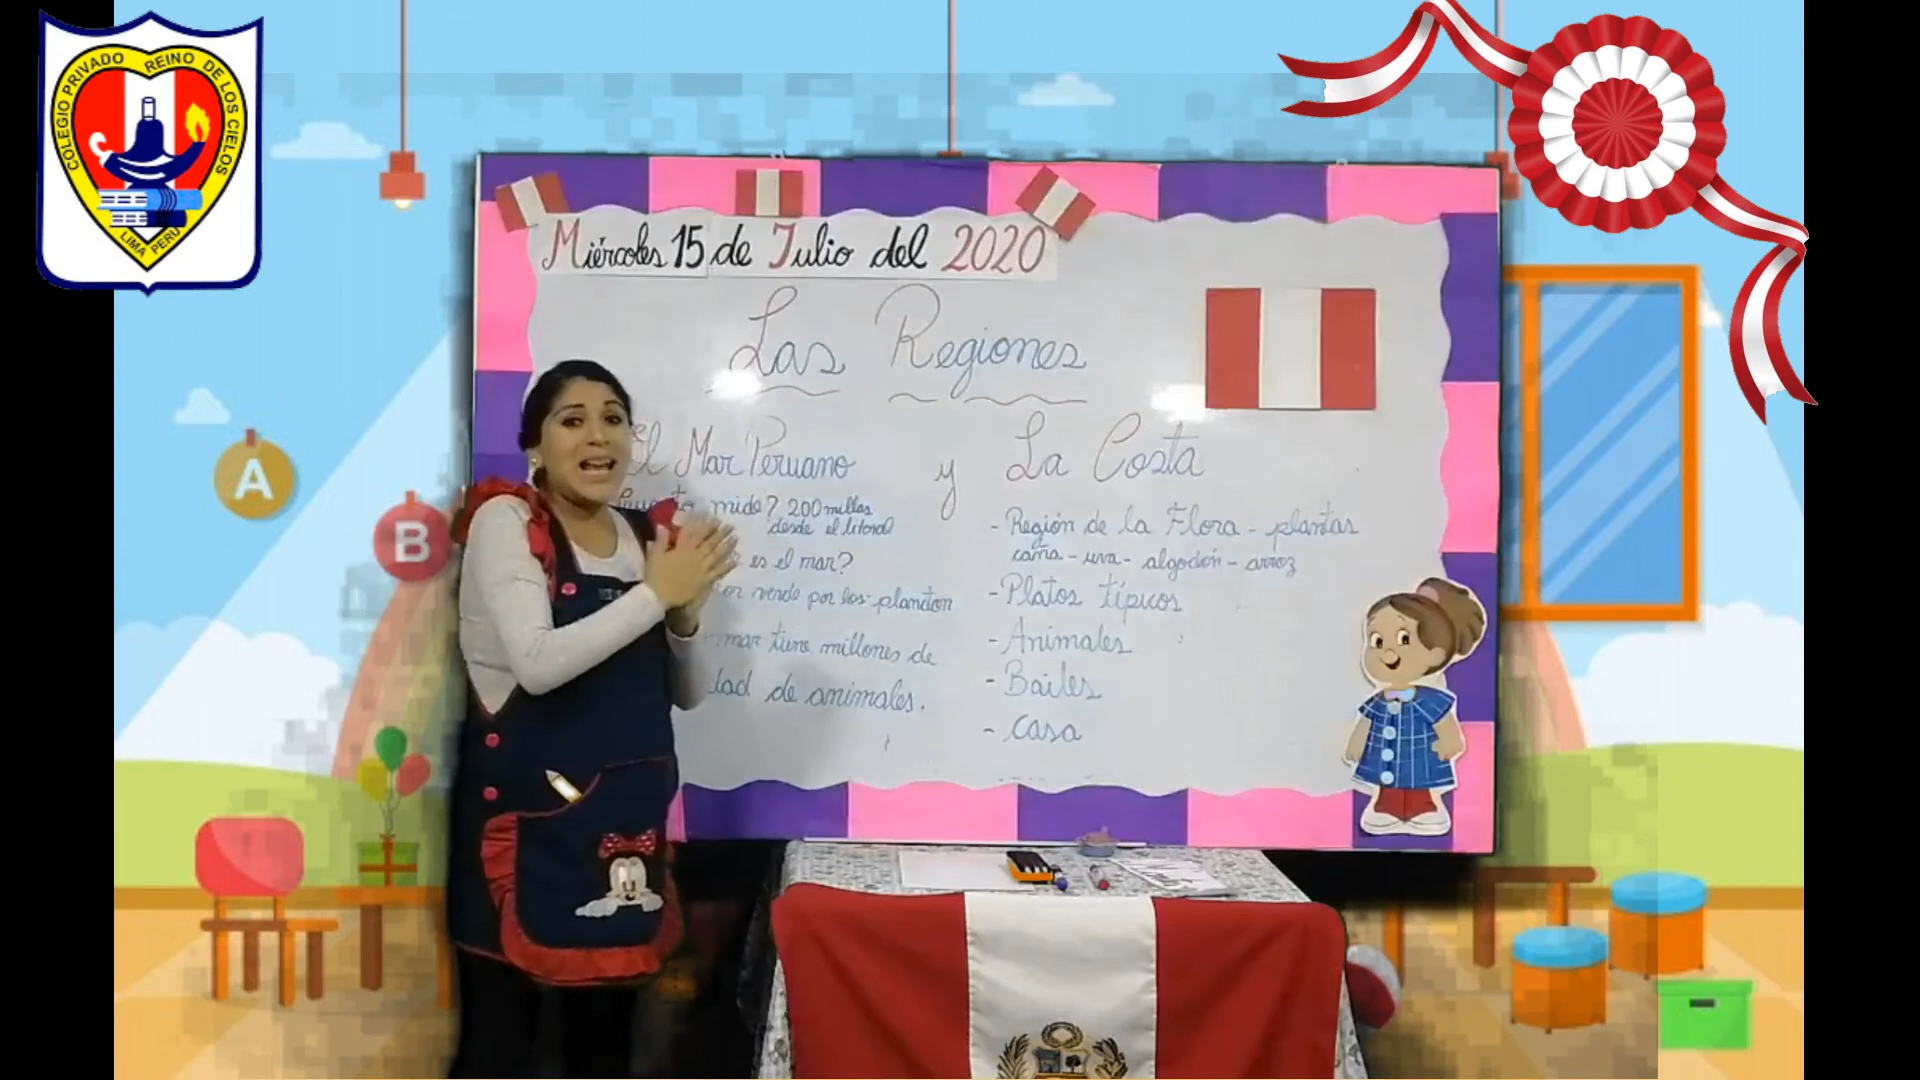 COLEGIO PRIVADO REINO DE LOS CIELOS
LIMA PERU
Miércoles 15 de Julio del 2020
Las Regiones
El Mar Peruano y La Costa
mide? 200 millas
desde el litoral
es el mar?
verde por los: plancton
mar tiene millones de
de animales.
- Región de la Flora - plantas
caña - uva - algodón - arroz
- Platos típicos
- Animales
- Bailes
- casa
A
B